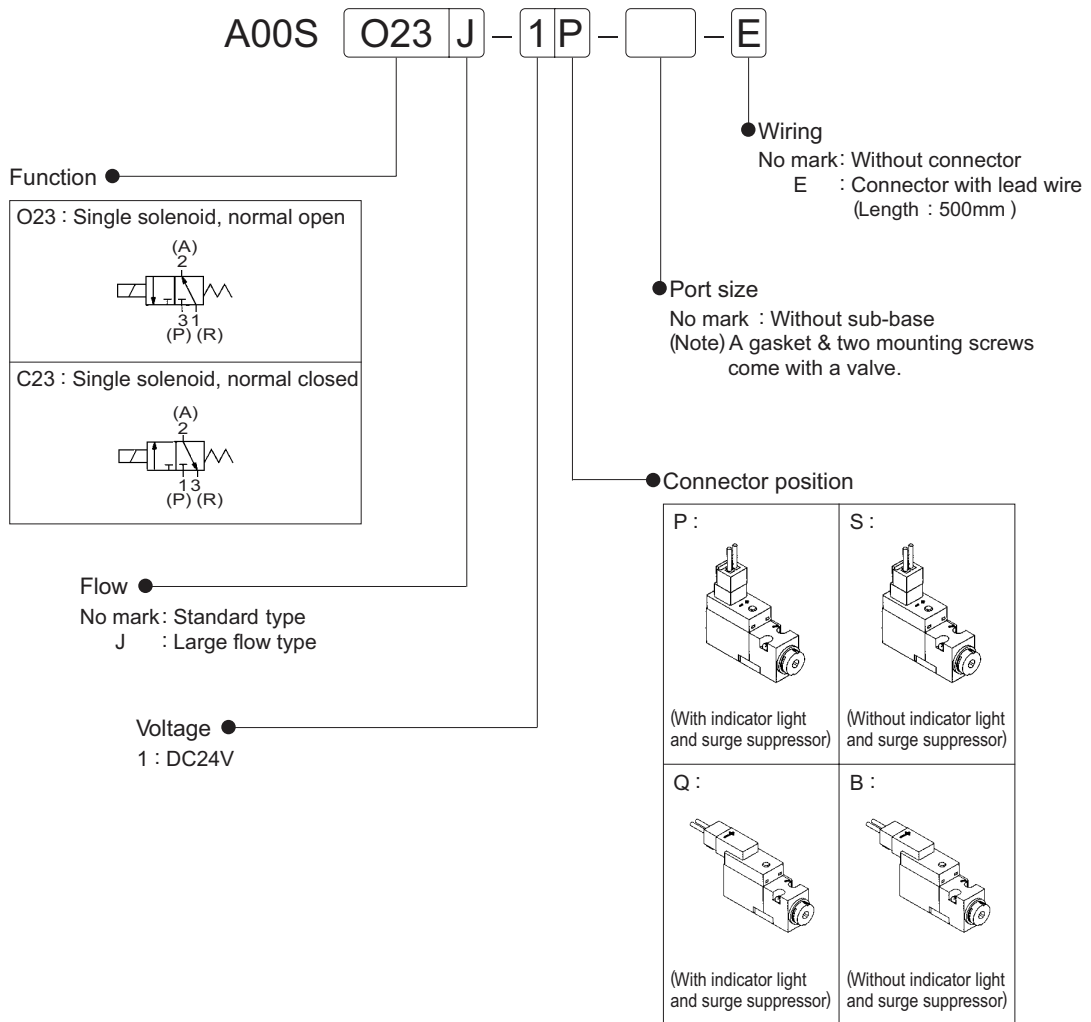 A00S O23 J – 1 P – – E
Wiring
No mark : Without connector
E : Connector with lead wire
(Length : 500mm )
Function
O23 : Single solenoid, normal open
(A)
2
31
(P) (R)
C23 : Single solenoid, normal closed
(A)
2
13
(P) (R)
Port size
No mark : Without sub-base
(Note) A gasket & two mounting screws
come with a valve.
Flow
No mark : Standard type
J : Large flow type
Voltage
1 : DC24V
Connector position
P :
(With indicator light
and surge suppressor)
S :
(Without indicator light
and surge suppressor)
Q :
(With indicator light
and surge suppressor)
B :
(Without indicator light
and surge suppressor)